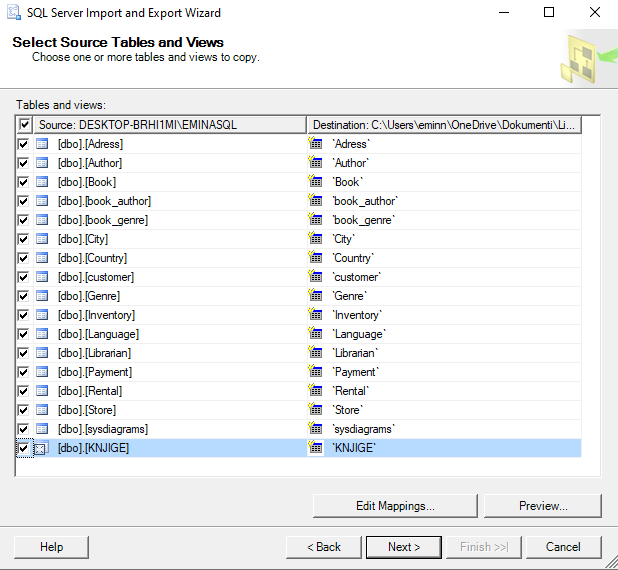 SQL Server Import and Export Wizard
Select Source Tables and Views
Choose one or more tables and views to copy.
Tables and views:
Source: DESKTOP-BRHI1MI\EMINASQL Destination: C:\Users\eminn\OneDrive\Dokumenti\Li...
[dbo].[Adress] `Adress`
[dbo].[Author] `Author`
[dbo].[Book] `Book`
[dbo].[book_author] `book_author`
[dbo].[book_genre] `book_genre`
[dbo].[City] `City`
[dbo].[Country] `Country`
[dbo].[customer] `customer`
[dbo].[Genre] `Genre`
[dbo].[Inventory] `Inventory`
[dbo].[Language] `Language`
[dbo].[Librarian] `Librarian`
[dbo].[Payment] `Payment`
[dbo].[Rental] `Rental`
[dbo].[Store] `Store`
[dbo].[sysdiagrams] `sysdiagrams`
[dbo].[KNJIGE] `KNJIGE`
Edit Mappings... Preview...
Help < Back Next > Finish >>| Cancel